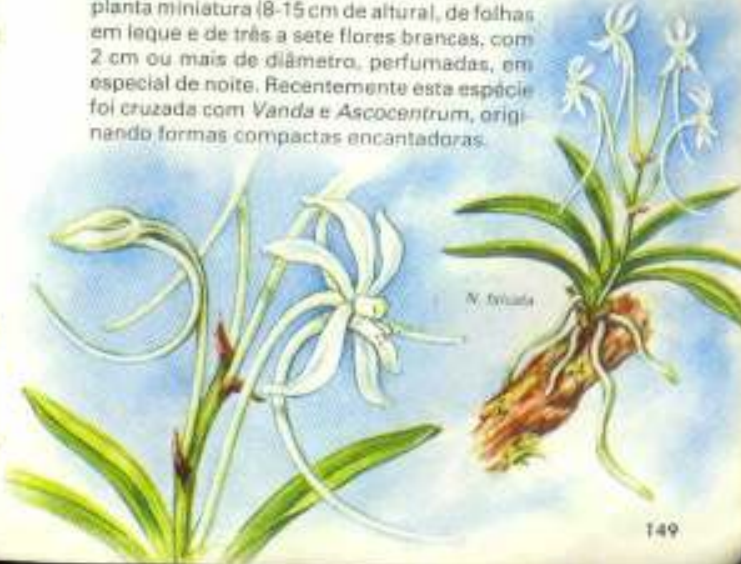 planta miniatura (8-15 cm de altura), de folhas
em leque e de três a sete flores brancas, com
2 cm ou mais de diâmetro, perfumadas, em
especial de noite. Recentemente esta espécie
foi cruzada com Vanda e Ascocentrum, origi-
nando formas compactas encantadoras.
N. falcata
149